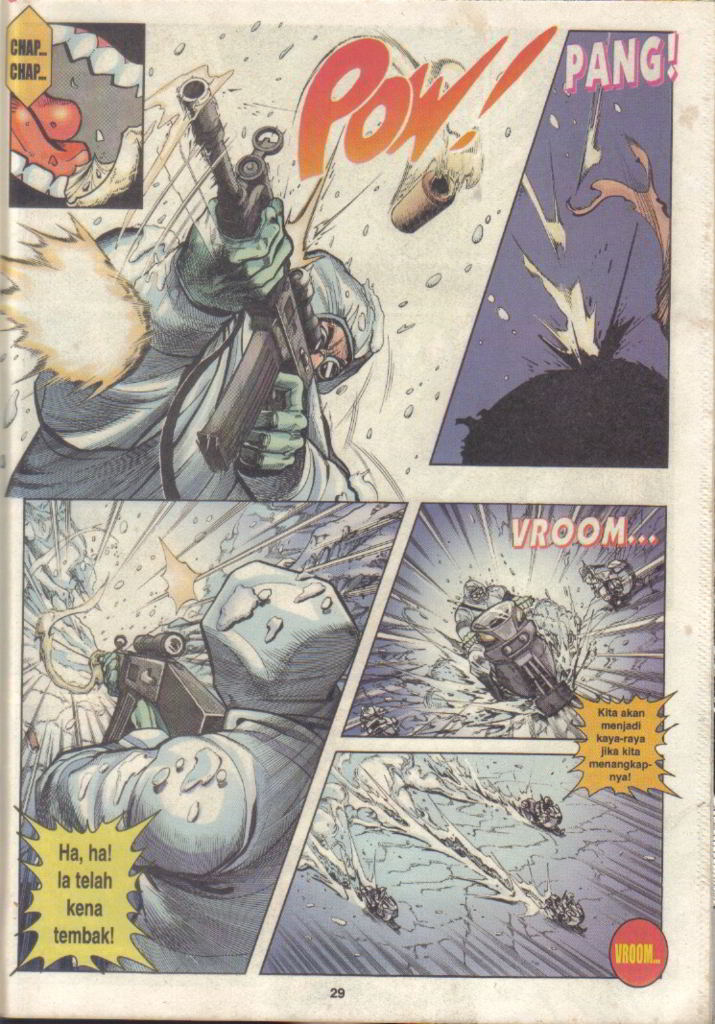 CHAP...
CHAP...
POW!
PANG!
Ha, ha!
Ia telah
kena
tembak!
VROOM...
Kita akan
menjadi
kaya-raya
jika kita
menangkap-
nya!
VROOM...
29